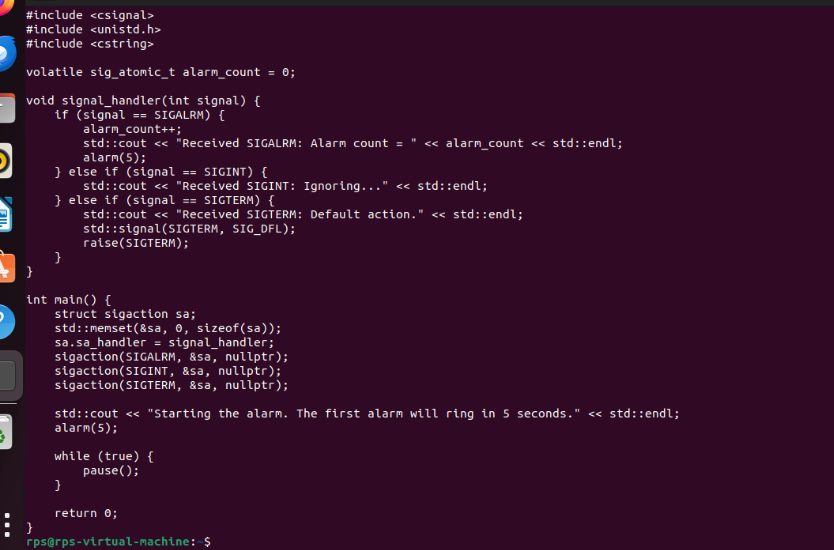 #include <csignal>
#include <unistd.h>
#include <cstring>

volatile sig_atomic_t alarm_count = 0;

void signal_handler(int signal) {
    if (signal == SIGALRM) {
        alarm_count++;
        std::cout << "Received SIGALRM: Alarm count = " << alarm_count << std::endl;
        alarm(5);
    } else if (signal == SIGINT) {
        std::cout << "Received SIGINT: Ignoring..." << std::endl;
    } else if (signal == SIGTERM) {
        std::cout << "Received SIGTERM: Default action." << std::endl;
        std::signal(SIGTERM, SIG_DFL);
        raise(SIGTERM);
    }
}

int main() {
    struct sigaction sa;
    std::memset(&sa, 0, sizeof(sa));
    sa.sa_handler = signal_handler;
    sigaction(SIGALRM, &sa, nullptr);
    sigaction(SIGINT, &sa, nullptr);
    sigaction(SIGTERM, &sa, nullptr);

    std::cout << "Starting the alarm. The first alarm will ring in 5 seconds." << std::endl;
    alarm(5);

    while (true) {
        pause();
    }

    return 0;
}
rps@rps-virtual-machine:~$